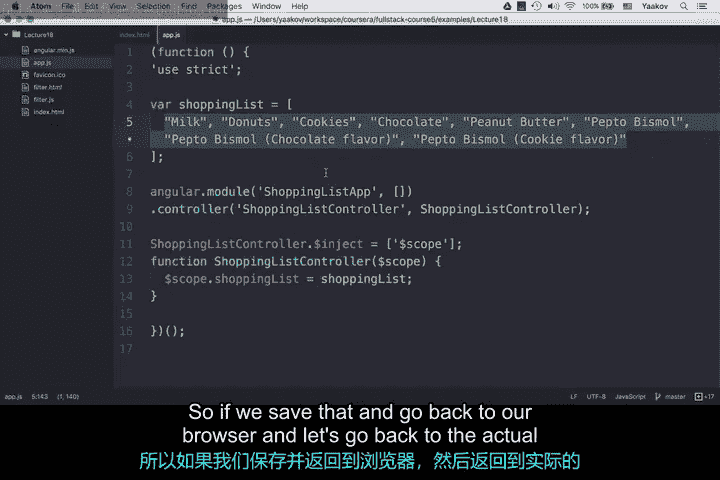 Atom File Edit View Selection Find Packages Window Help 100% Yaakov
app.js — /Users/yaakov/workspace/coursera/fullstack-course5/examples/Lecture18
Lecture18
angular.min.js
app.js
favicon.ico
filter.html
filter.js
index.html
index.html app.js
1 (function () {
2 'use strict';
3
4 var shoppingList = [
5 "Milk", "Donuts", "Cookies", "Chocolate", "Peanut Butter", "Pepto Bismol",
• "Pepto Bismol (Chocolate flavor)", "Pepto Bismol (Cookie flavor)"
6 ];
7
8 angular.module('ShoppingListApp', [])
9 .controller('ShoppingListController', ShoppingListController);
10
11 ShoppingListController.$inject = ['$scope'];
12 function ShoppingListController($scope) {
13 $scope.shoppingList = shoppingList;
14 }
15
16 })();
17
app.js 5:143 (1, 140) LF UTF-8 JavaScript master +17
So if we save that and go back to our
browser and let's go back to the actual
所以如果我们保存并返回到浏览器，然后返回到实际的